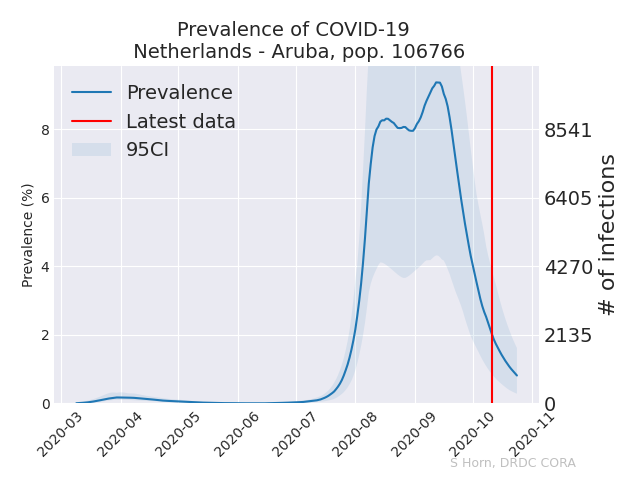 Prevalence of COVID-19
Netherlands - Aruba, pop. 106766
Prevalence
Latest data
95CI
Prevalence (%)
8
6
4
2
0
8541
6405
4270
2135
0
# of infections
2020-03
2020-04
2020-05
2020-06
2020-07
2020-08
2020-09
2020-10
2020-11
S Horn, DRDC CORA